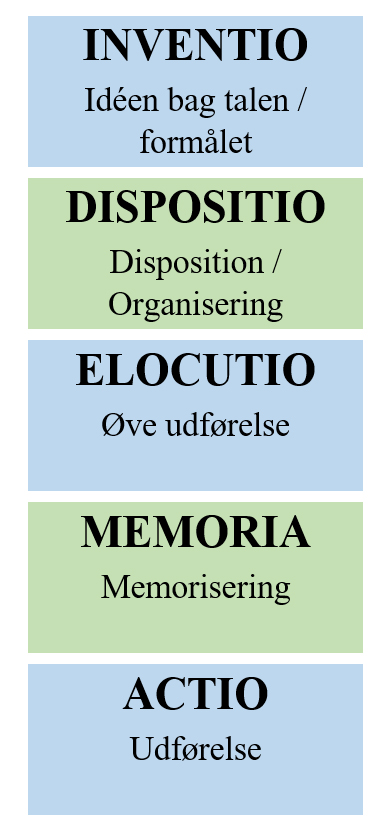 INVENTIO
Idéen bag talen /
formålet
DISPOSITIO
Disposition /
Organisering
ELOCUTIO
Øve udførelse
MEMORIA
Memorisering
ACTIO
Udførelse